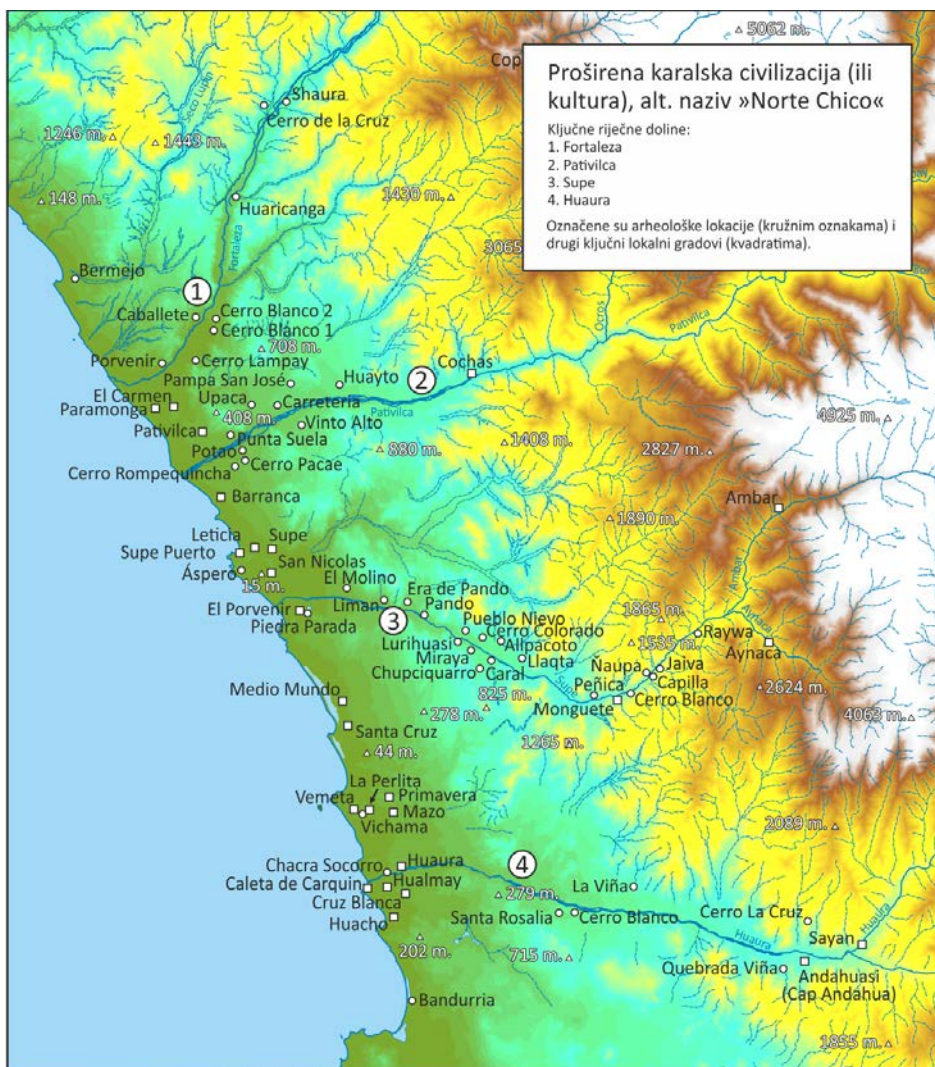 5062 m.
Cop
Proširena karalska civilizacija (ili
kultura), alt. naziv »Norte Chico«
Ključne riječne doline:
1. Fortaleza
2. Pativilca
3. Supe
4. Huaura
Označene su arheološke lokacije (kružnim oznakama) i
drugi ključni lokalni gradovi (kvadratima).
Seco Lupin
Shaura
Cerro de la Cruz
1246 m.
1443 m.
148 m.
1430 m.
Huaricanga
Fortaleza
3065
Bermejo
1
Caballete
Cerro Blanco 2
Cerro Blanco 1
708 m.
Ocros
Pativilca
Porvenir
Cerro Lampay
Cochas
Pampa San José
Huayto
2
El Carmen
Upaca
Carreteria
Paramonga
408 m.
Pativilca
4925 m.
Pativilca
Vinto Alto
Punta Suela
1408 m.
Potao
880 m.
2827 m.
Cerro Pacae
Cerro Rompequincha
Barranca
Ambar
1890 m.
Leticia
Supe
Supe Puerto
San Nicolas
Áspero
15 m.
El Molino
Era de Pando
Ambar
Liman
Pando
El Porvenir
Piedra Parada
3
1865 m.
Pueblo Nievo
Cerro Colorado
Raywa
Aynaca
Lurihuasi
Allpacoto
1535 m.
Aynaca
Miraya
Llaqta
Ñaupa
Jaiva
Chupciquarro
Caral
Supe
Peñica
Capilla
Medio Mundo
825 m.
Monguete
Cerro Blanco
2624 m.
278 m.
4063 m.
Santa Cruz
1265 m.
44 m.
La Perlita
Vemeta
Primavera
Mazo
Vichama
2089 m.
Chacra Socorro
Huaura
4
Caleta de Carquin
Hualmay
279 m.
La Viña
Cruz Blanca
Huacho
Santa Rosalia
Cerro Blanco
Cerro La Cruz
Huaura
Sayan
Huaura
202 m.
715 m.
Quebrada Viña
Andahuasi
(Cap Andahua)
Bandurria
1855 m.